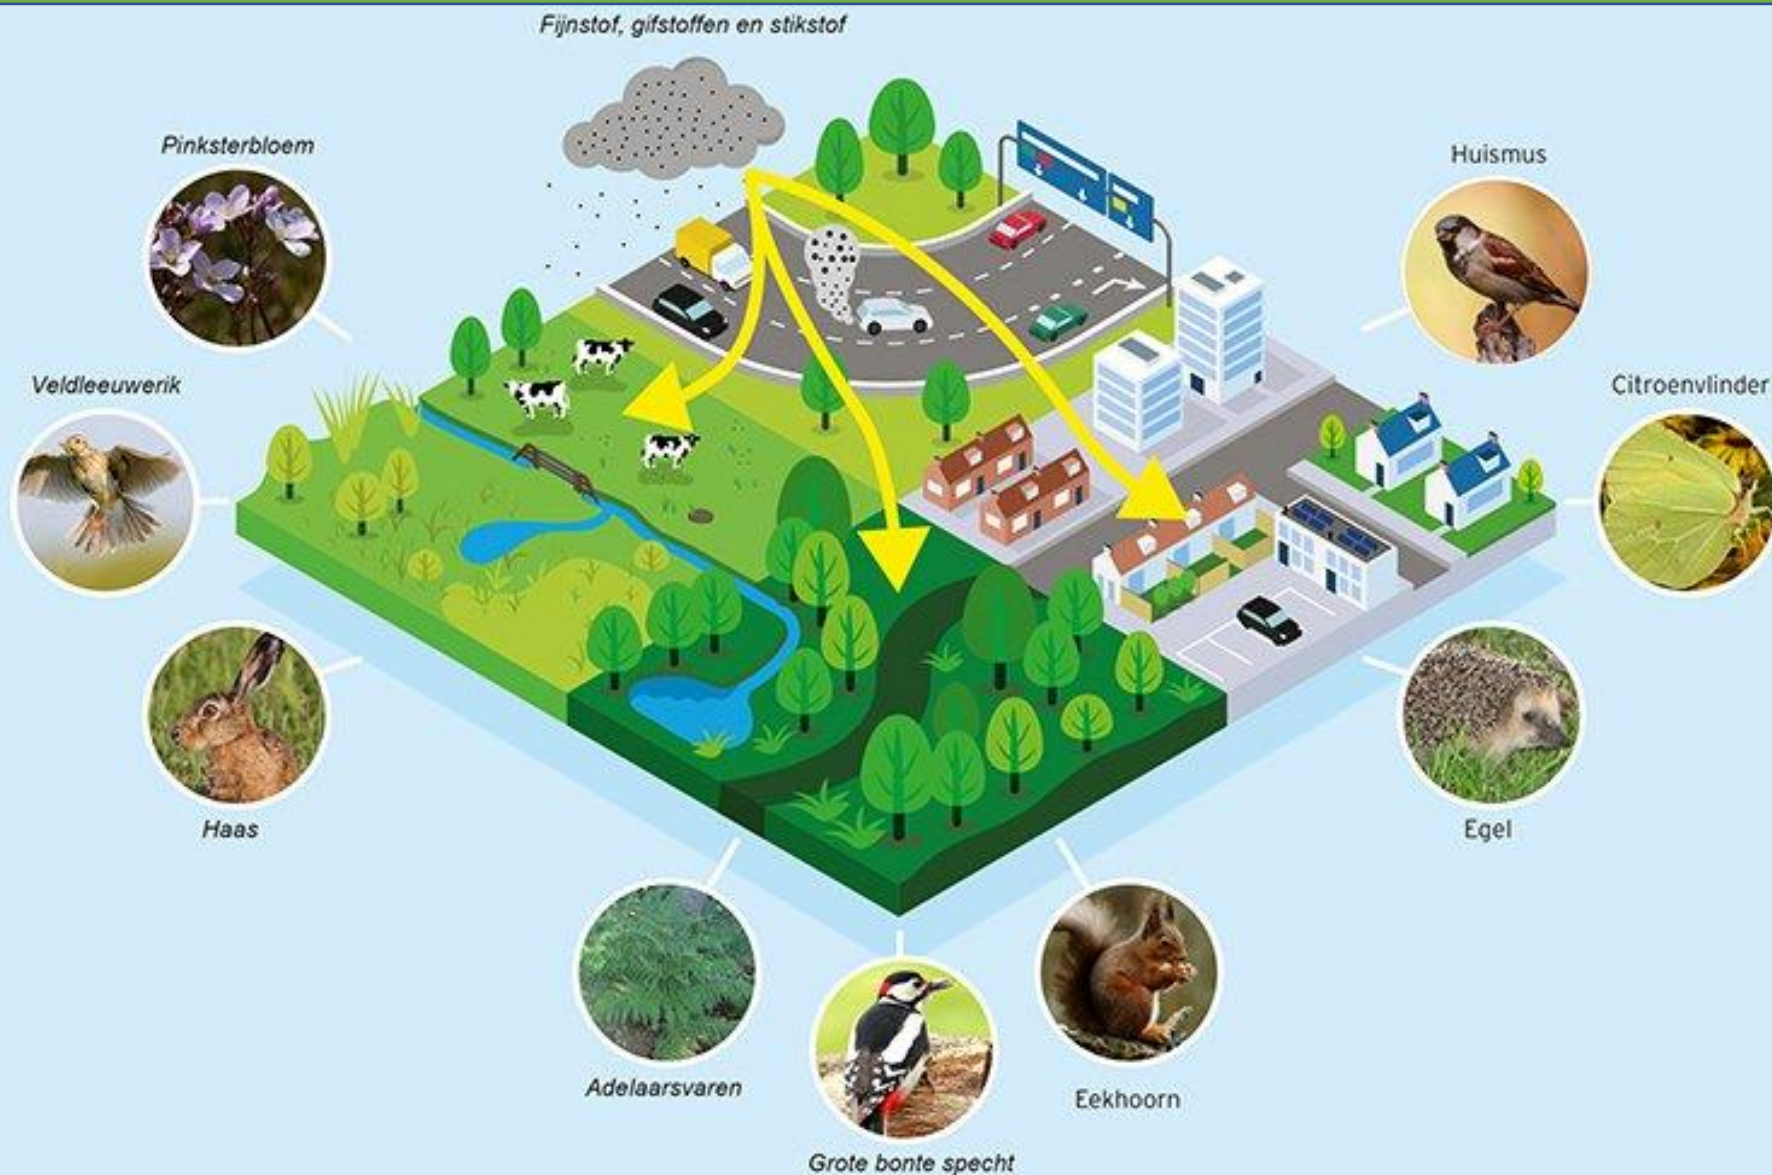 Fijnstof, gifstoffen en stikstof
Pinksterbloem
Huismus
Veldleeuwerik
Citroenvlinder
Haas
Egel
Adelaarsvaren
Eekhoorn
Grote bonte specht